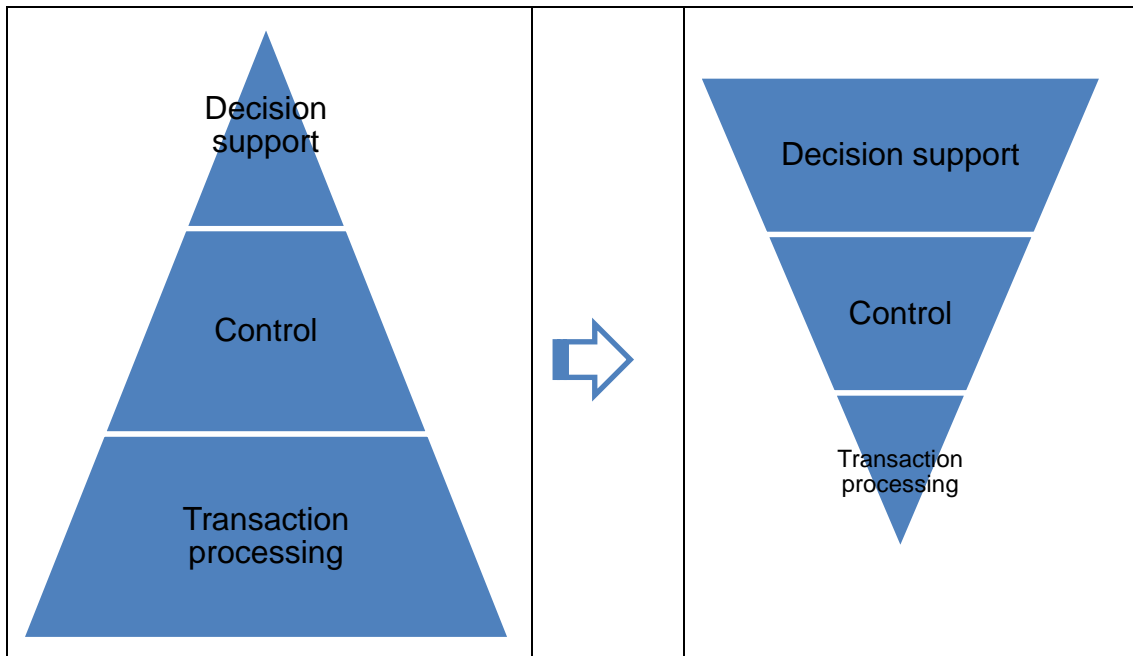 Decision
support
Control
Transaction
processing
Decision support
Control
Transaction
processing